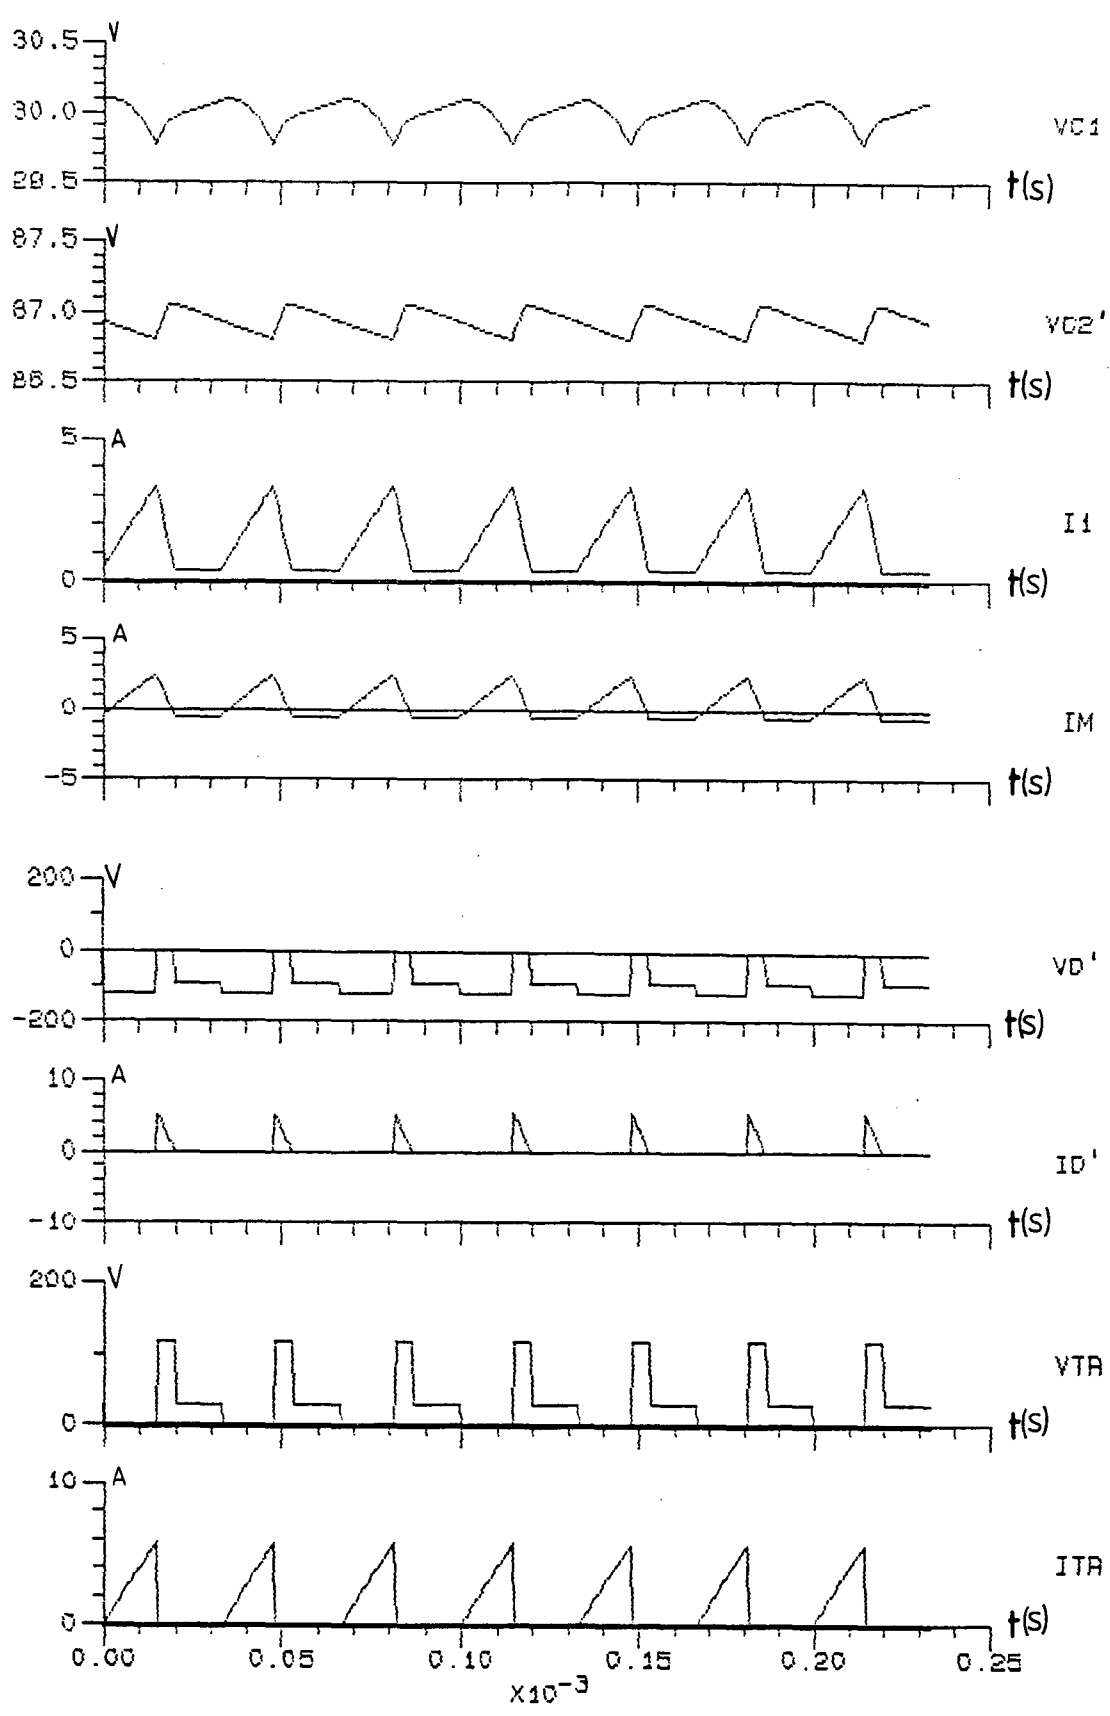 30.5 V
30.0
29.5
VC1
t(s)
87.5 V
87.0
86.5
VC2'
t(s)
5 A
0
I1
t(s)
5 A
0
-5
IM
t(s)
200 V
0
-200
VD'
t(s)
10 A
0
-10
ID'
t(s)
200 V
0
VTR
t(s)
10 A
0
ITR
t(s)
0.00 0.05 0.10 0.15 0.20 0.25
X10-3